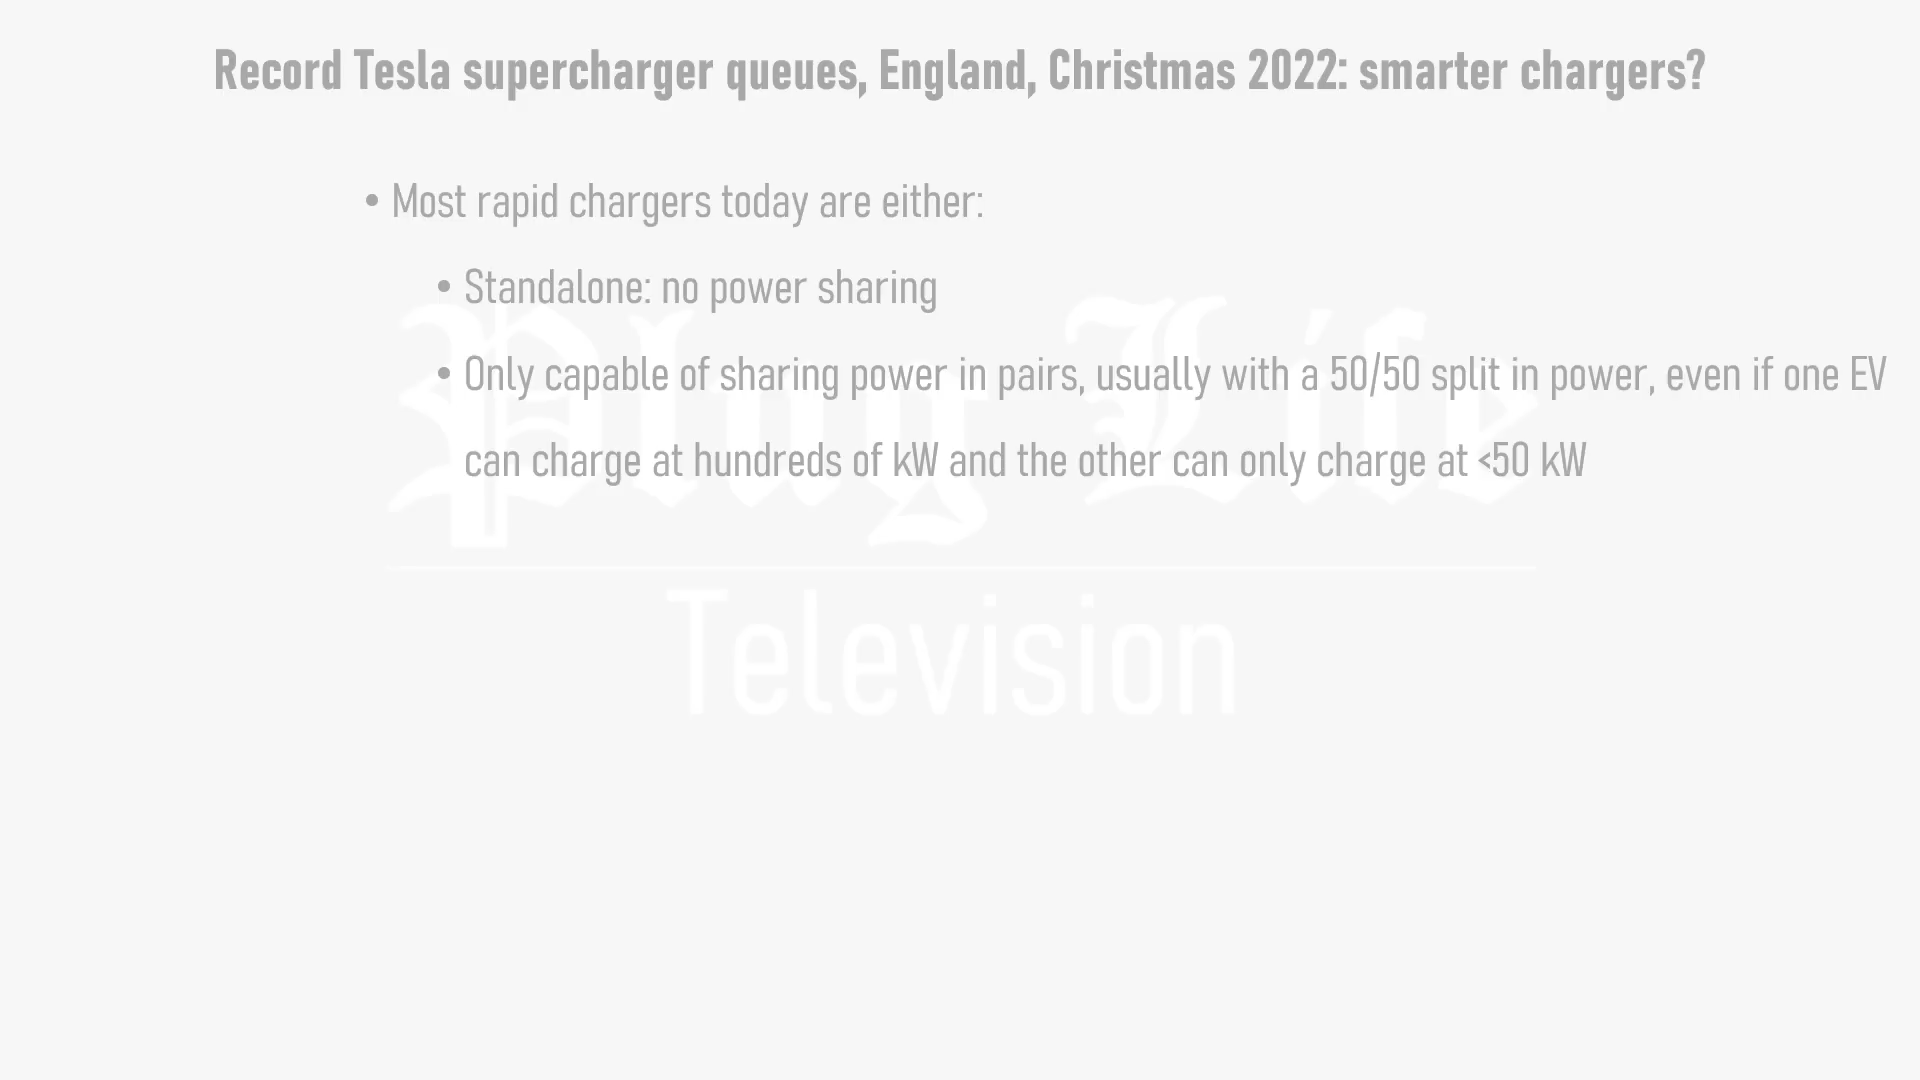 Record Tesla supercharger queues, England, Christmas 2022: smarter chargers?
• Most rapid chargers today are either:
• Standalone: no power sharing
• Only capable of sharing power in pairs, usually with a 50/50 split in power, even if one EV
can charge at hundreds of kW and the other can only charge at <50 kW
Plug Life
Television